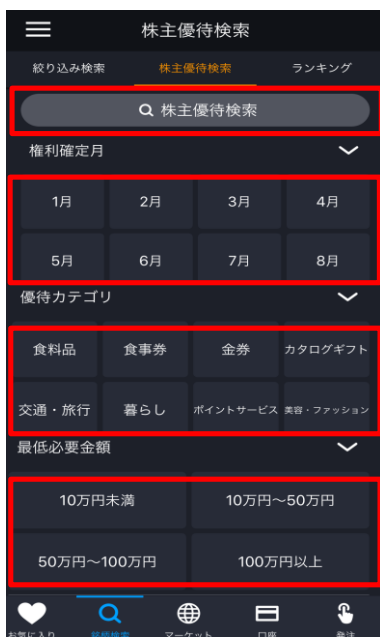 株主優待検索
絞り込み検索 株主優待検索 ランキング
株主優待検索
権利確定月
1月 2月 3月 4月
5月 6月 7月 8月
優待カテゴリ
食料品 食事券 金券 カタログギフト
交通・旅行 暮らし ポイントサービス 美容・ファッション
最低必要金額
10万円未満 10万円～50万円
50万円～100万円 100万円以上
お気に入り 銘柄検索 マーケット 口座 発注